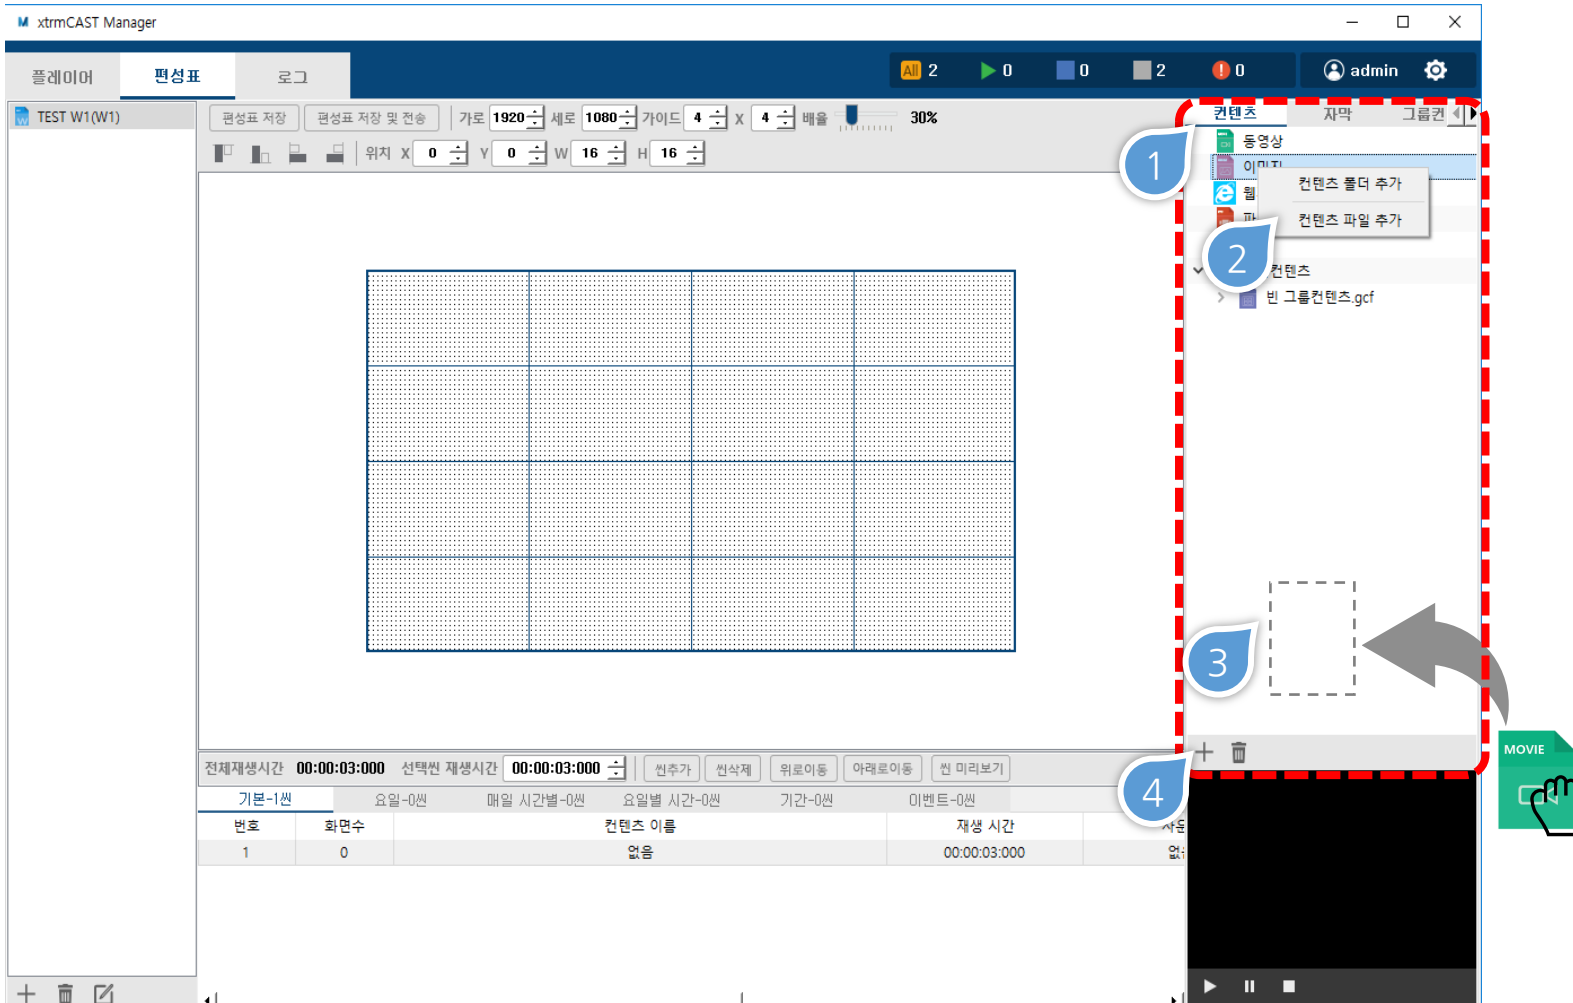 xtrmCAST Manager
플레이어 편성표 로그
All 2 0 0 2 0 admin
TEST W1(W1)
편성표 저장 편성표 저장 및 전송 가로 1920 세로 1080 가이드 4 X 4 배율 30%
위치 X 0 Y 0 W 16 H 16
컨텐츠 자막 그룹컨
동영상
1
이미지
컨텐츠 폴더 추가
웹
컨텐츠 파일 추가
2
컨텐츠
빈 그룹컨텐츠.gcf
3
MOVIE
전체재생시간 00:00:03:000 선택씬 재생시간 00:00:03:000 씬추가 씬삭제 위로이동 아래로이동 씬 미리보기
4
기본-1씬 요일-0씬 매일 시간별-0씬 요일별 시간-0씬 기간-0씬 이벤트-0씬
번호 화면수 컨텐츠 이름 재생 시간
1 0 없음 00:00:03:000